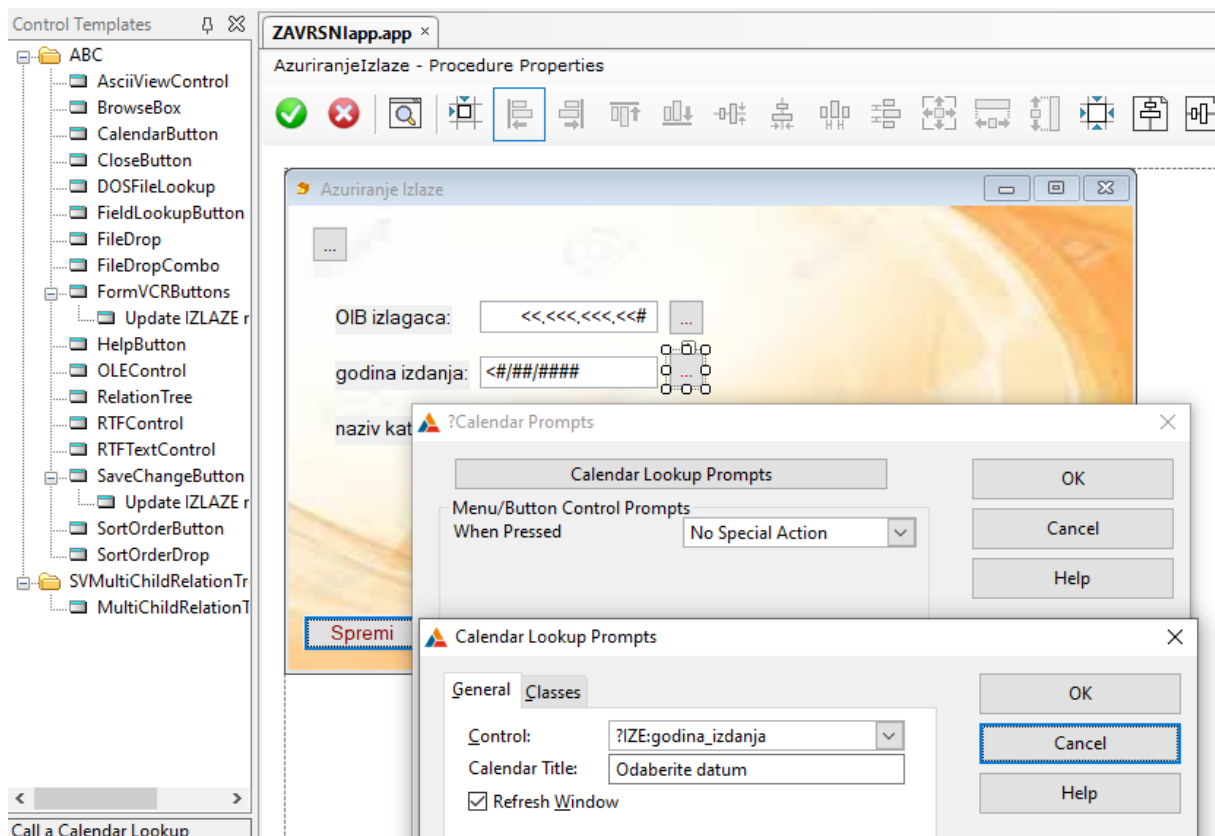 Control Templates
ABC
AsciiViewControl
BrowseBox
CalendarButton
CloseButton
DOSFileLookup
FieldLookupButton
FileDrop
FileDropCombo
FormVCRButtons
Update IZLAZE r
HelpButton
OLEControl
RelationTree
RTFControl
RTFTextControl
SaveChangeButton
Update IZLAZE r
SortOrderButton
SortOrderDrop
SVMultiChildRelationTr
MultiChildRelationT
Call a Calendar Lookup
ZAVRSNIapp.app ×
AzuriranjeIzlaze - Procedure Properties
Azuriranje Izlaze
...
OIB izlagaca: <<.<<<.<<<.<<# ...
godina izdanja: <#/##/#### ...
naziv kat
Spremi
?Calendar Prompts
Calendar Lookup Prompts
OK
Menu/Button Control Prompts
When Pressed No Special Action
Cancel
Help
Calendar Lookup Prompts
General Classes
OK
Control: ?IZE:godina_izdanja
Cancel
Calendar Title: Odaberite datum
Refresh Window
Help